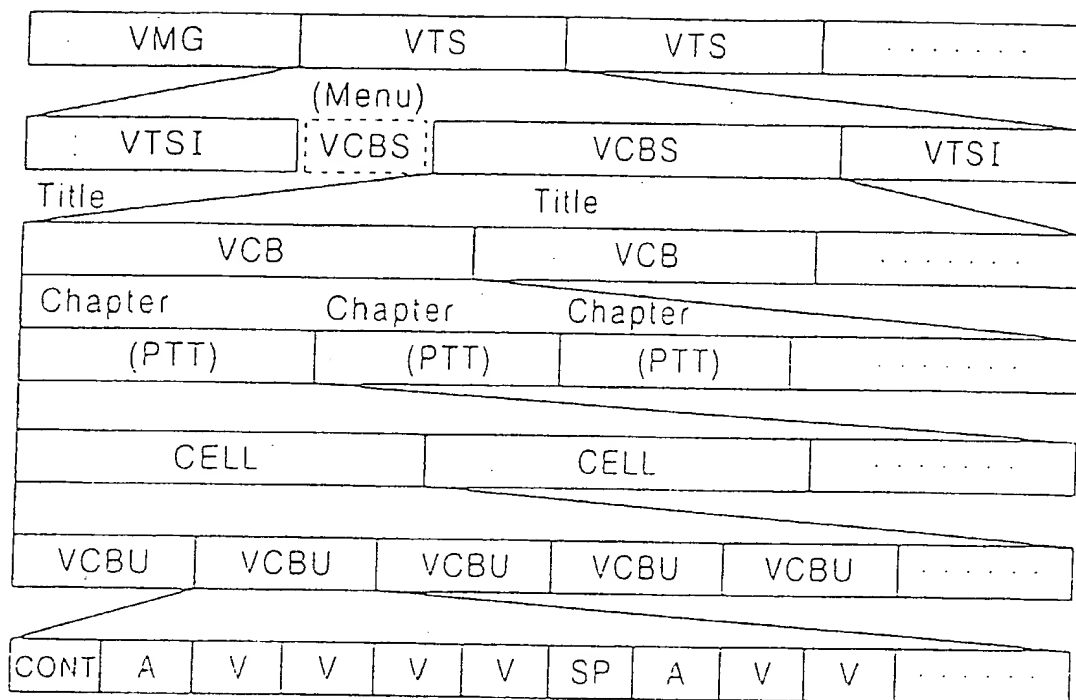 VMG VTS VTS .......
(Menu)
VTSI VCBS VCBS VTSI
Title Title
VCB VCB .......
Chapter Chapter Chapter
(PTT) (PTT) (PTT) .......
CELL CELL .......
VCBU VCBU VCBU VCBU VCBU ......
CONT A V V V V SP A V V ......